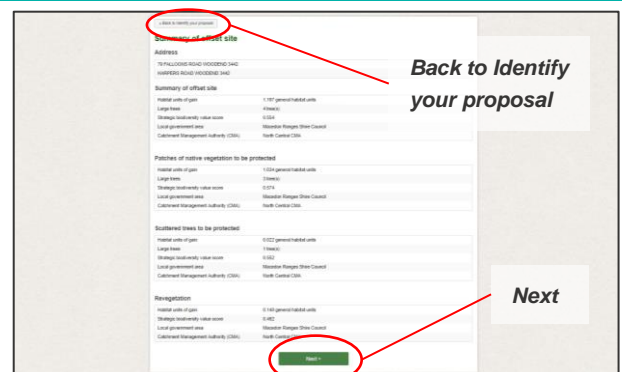 « Back to Identify your proposal
Summary of offset site
Address
79 FALLOONS ROAD WOODEND 3442
HARPERS ROAD WOODEND 3442
Summary of offset site
Habitat units of gain 1.197 general habitat units
Large trees 4 tree(s)
Strategic biodiversity value score 0.554
Local government area Macedon Ranges Shire Council
Catchment Management Authority (CMA) North Central CMA
Patches of native vegetation to be protected
Habitat units of gain 1.034 general habitat units
Large trees 3 tree(s)
Strategic biodiversity value score 0.574
Local government area Macedon Ranges Shire Council
Catchment Management Authority (CMA) North Central CMA
Scattered trees to be protected
Habitat units of gain 0.022 general habitat units
Large trees 1 tree(s)
Strategic biodiversity value score 0.552
Local government area Macedon Ranges Shire Council
Catchment Management Authority (CMA) North Central CMA
Revegetation
Habitat units of gain 0.140 general habitat units
Strategic biodiversity value score 0.482
Local government area Macedon Ranges Shire Council
Catchment Management Authority (CMA) North Central CMA
Next »
Back to Identify
your proposal
Next